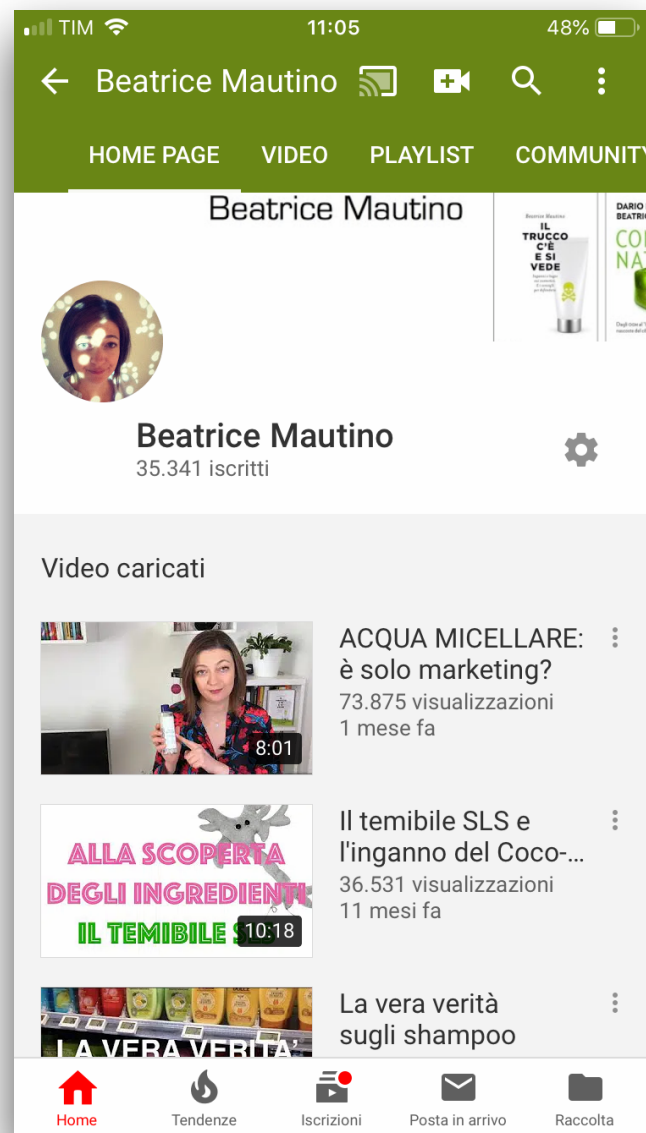 TIM 11:05 48%
Beatrice Mautino
HOME PAGE VIDEO PLAYLIST COMMUNITY
Beatrice Mautino
Beatrice Mautino
IL
TRUCCO
C'È
E SI
VEDE
DARIO
BEATRIC
CO
NA
Beatrice Mautino
35.341 iscritti
Video caricati
8:01
ACQUA MICELLARE:
è solo marketing?
73.875 visualizzazioni
1 mese fa
ALLA SCOPERTA
DEGLI INGREDIENTI
IL TEMIBILE SLS
10:18
Il temibile SLS e
l'inganno del Coco-...
36.531 visualizzazioni
11 mesi fa
LA VERA VERITA'
La vera verità
sugli shampoo
Home Tendenze Iscrizioni Posta in arrivo Raccolta